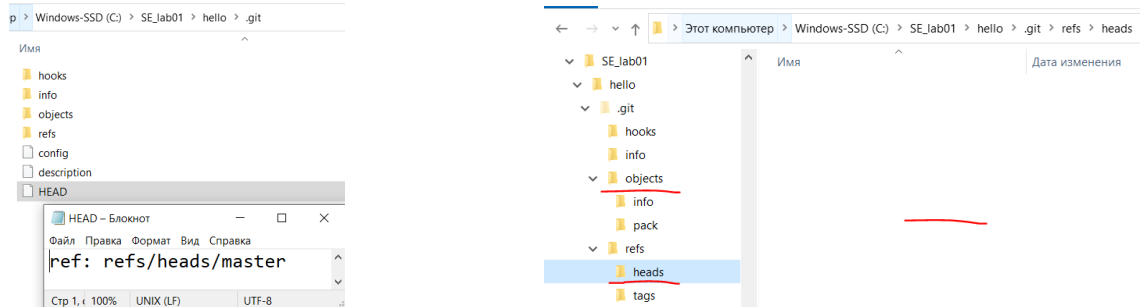 р > Windows-SSD (C:) > SE_lab01 > hello > .git
Имя
hooks
info
objects
refs
config
description
HEAD
HEAD – Блокнот
Файл Правка Формат Вид Справка
ref: refs/heads/master
Стр 1, 100% UNIX (LF) UTF-8
Этот компьютер > Windows-SSD (C:) > SE_lab01 > hello > .git > refs > heads
SE_lab01
hello
.git
hooks
info
objects
info
pack
refs
heads
tags
Имя Дата изменения